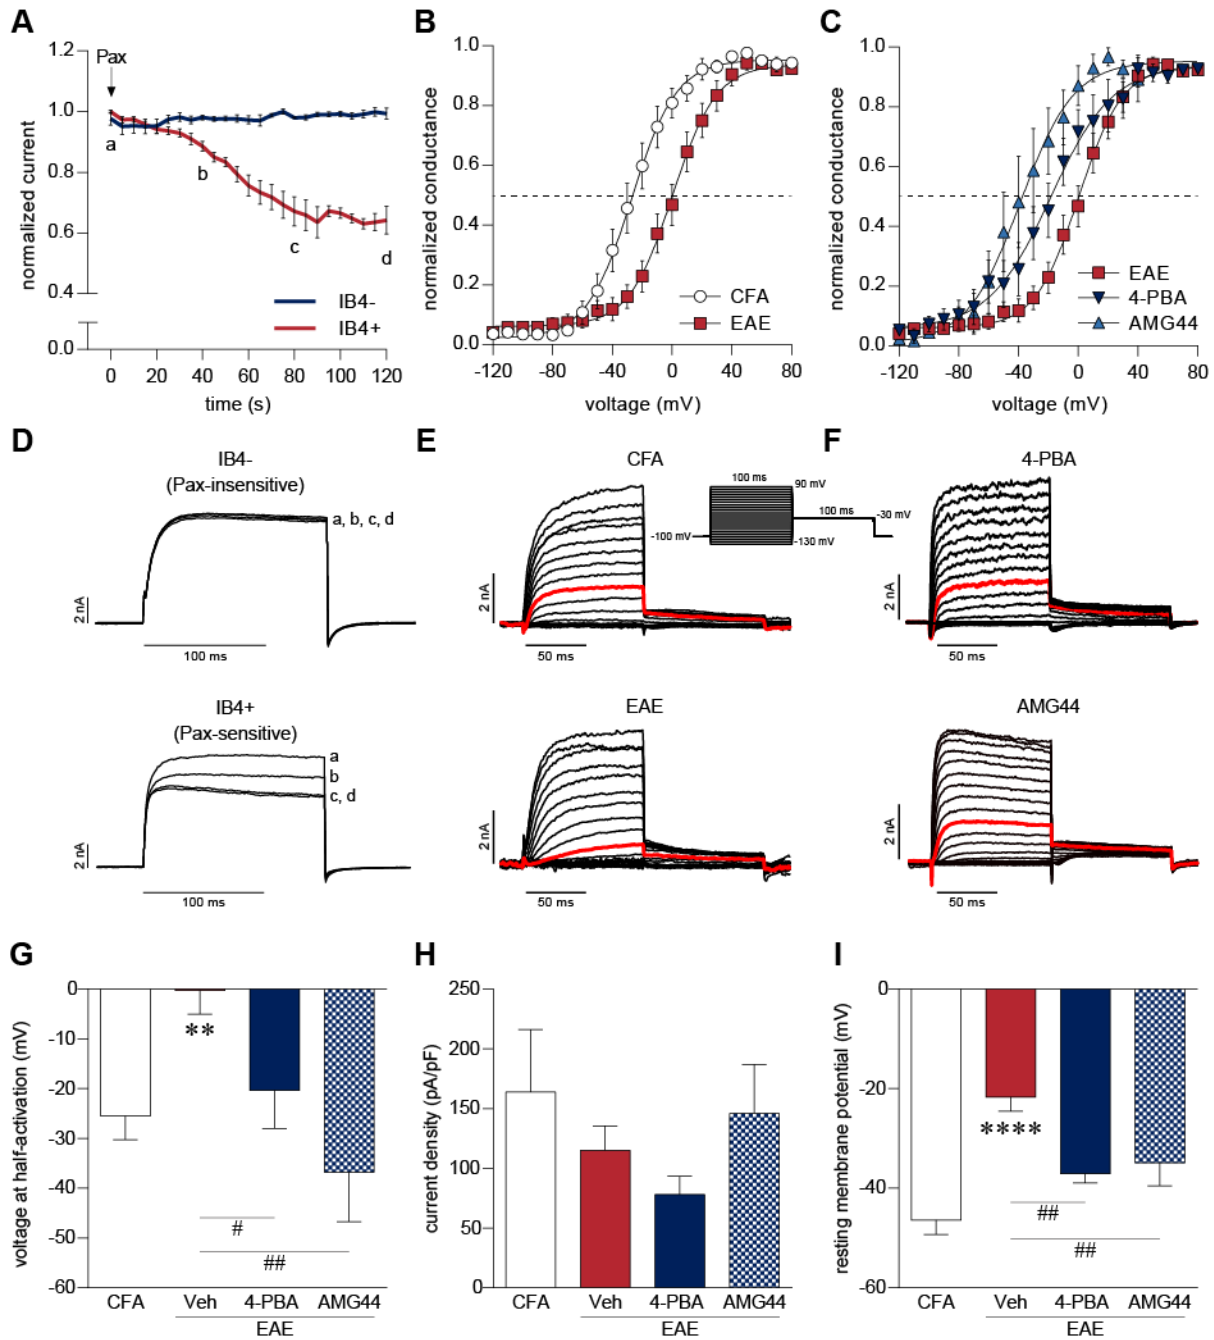 A
Pax
1.2
1.0
0.8
0.6
0.4
0.0
normalized current
a
b
c
d
IB4-
IB4+
0 20 40 60 80 100 120
time (s)
B
1.0
0.8
0.6
0.4
0.2
0.0
normalized conductance
CFA
EAE
-120 -80 -40 0 40 80
voltage (mV)
C
1.0
0.8
0.6
0.4
0.2
0.0
normalized conductance
EAE
4-PBA
AMG44
-120 -80 -40 0 40 80
voltage (mV)
D
IB4-
(Pax-insensitive)
a, b, c, d
2 nA
100 ms
IB4+
(Pax-sensitive)
a
b
c, d
2 nA
100 ms
E
CFA
100 ms
90 mV
100 ms
-30 mV
-100 mV
-130 mV
2 nA
50 ms
EAE
2 nA
50 ms
F
4-PBA
2 nA
50 ms
AMG44
2 nA
50 ms
G
0
-10
-20
-30
-40
-50
-60
voltage at half-activation (mV)
**
#
##
CFA Veh 4-PBA AMG44
EAE
H
250
200
150
100
50
0
current density (pA/pF)
CFA Veh 4-PBA AMG44
EAE
I
0
-20
-40
-60
resting membrane potential (mV)
****
##
##
CFA Veh 4-PBA AMG44
EAE